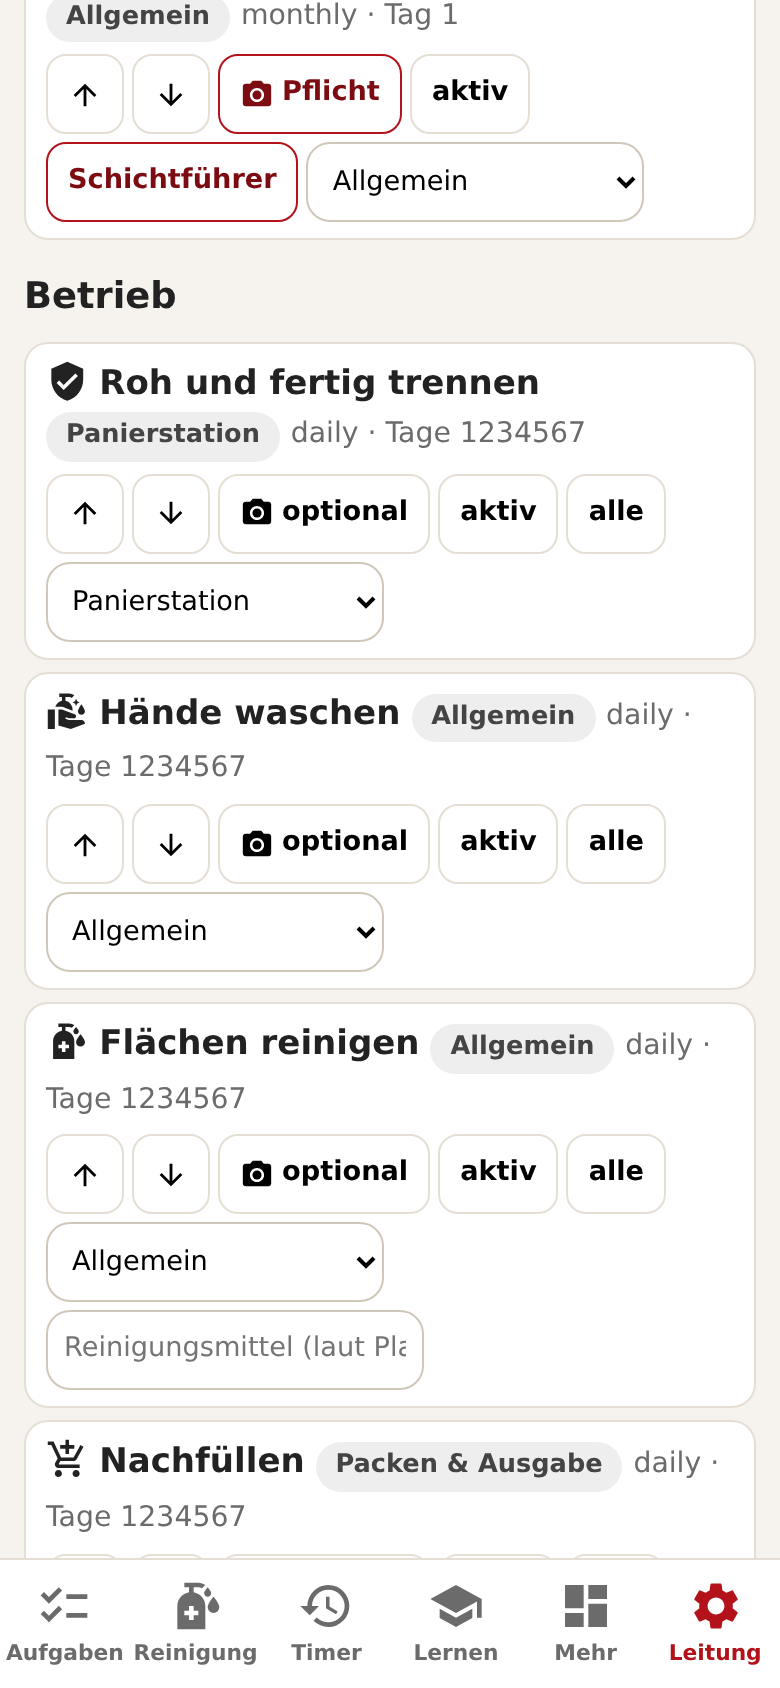 Allgemein monthly · Tag 1
↑ ↓ Pflicht aktiv
Schichtführer Allgemein
Betrieb
Roh und fertig trennen
Panierstation daily · Tage 1234567
↑ ↓ optional aktiv alle
Panierstation
Hände waschen Allgemein daily ·
Tage 1234567
↑ ↓ optional aktiv alle
Allgemein
Flächen reinigen Allgemein daily ·
Tage 1234567
↑ ↓ optional aktiv alle
Allgemein
Reinigungsmittel (laut Pla
Nachfüllen Packen & Ausgabe daily ·
Tage 1234567
Aufgaben Reinigung Timer Lernen Mehr Leitung